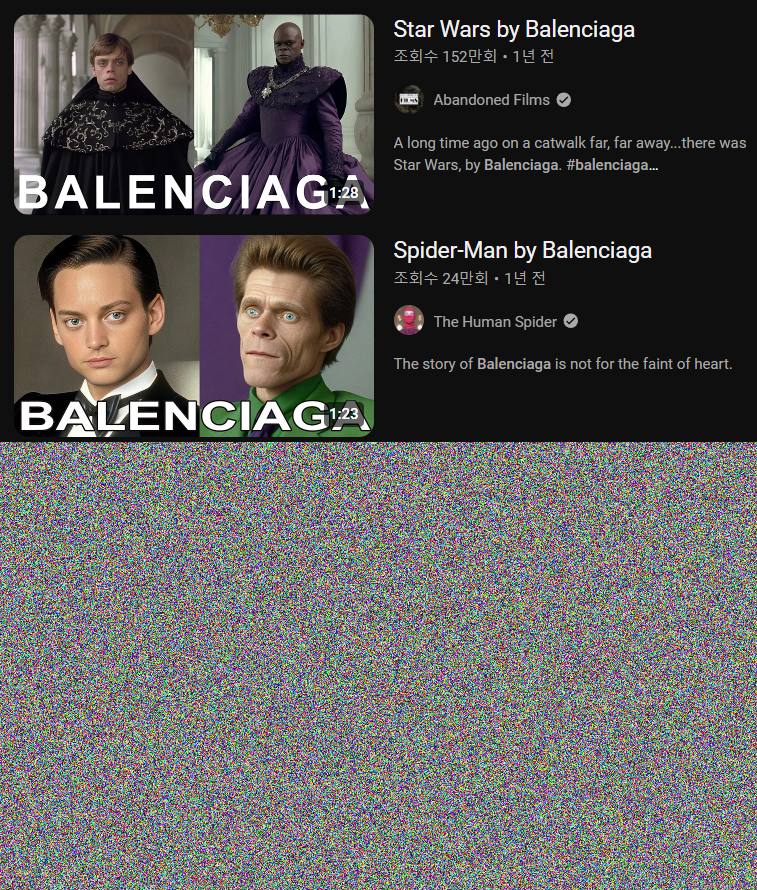 Star Wars by Balenciaga
조회수 152만회 • 1년 전
FILMS
Abandoned Films
A long time ago on a catwalk far, far away...there was
Star Wars, by Balenciaga. #balenciaga...
BALENCIAGA
1:28
Spider-Man by Balenciaga
조회수 24만회 • 1년 전
The Human Spider
The story of Balenciaga is not for the faint of heart.
BALENCIAGA
1:23